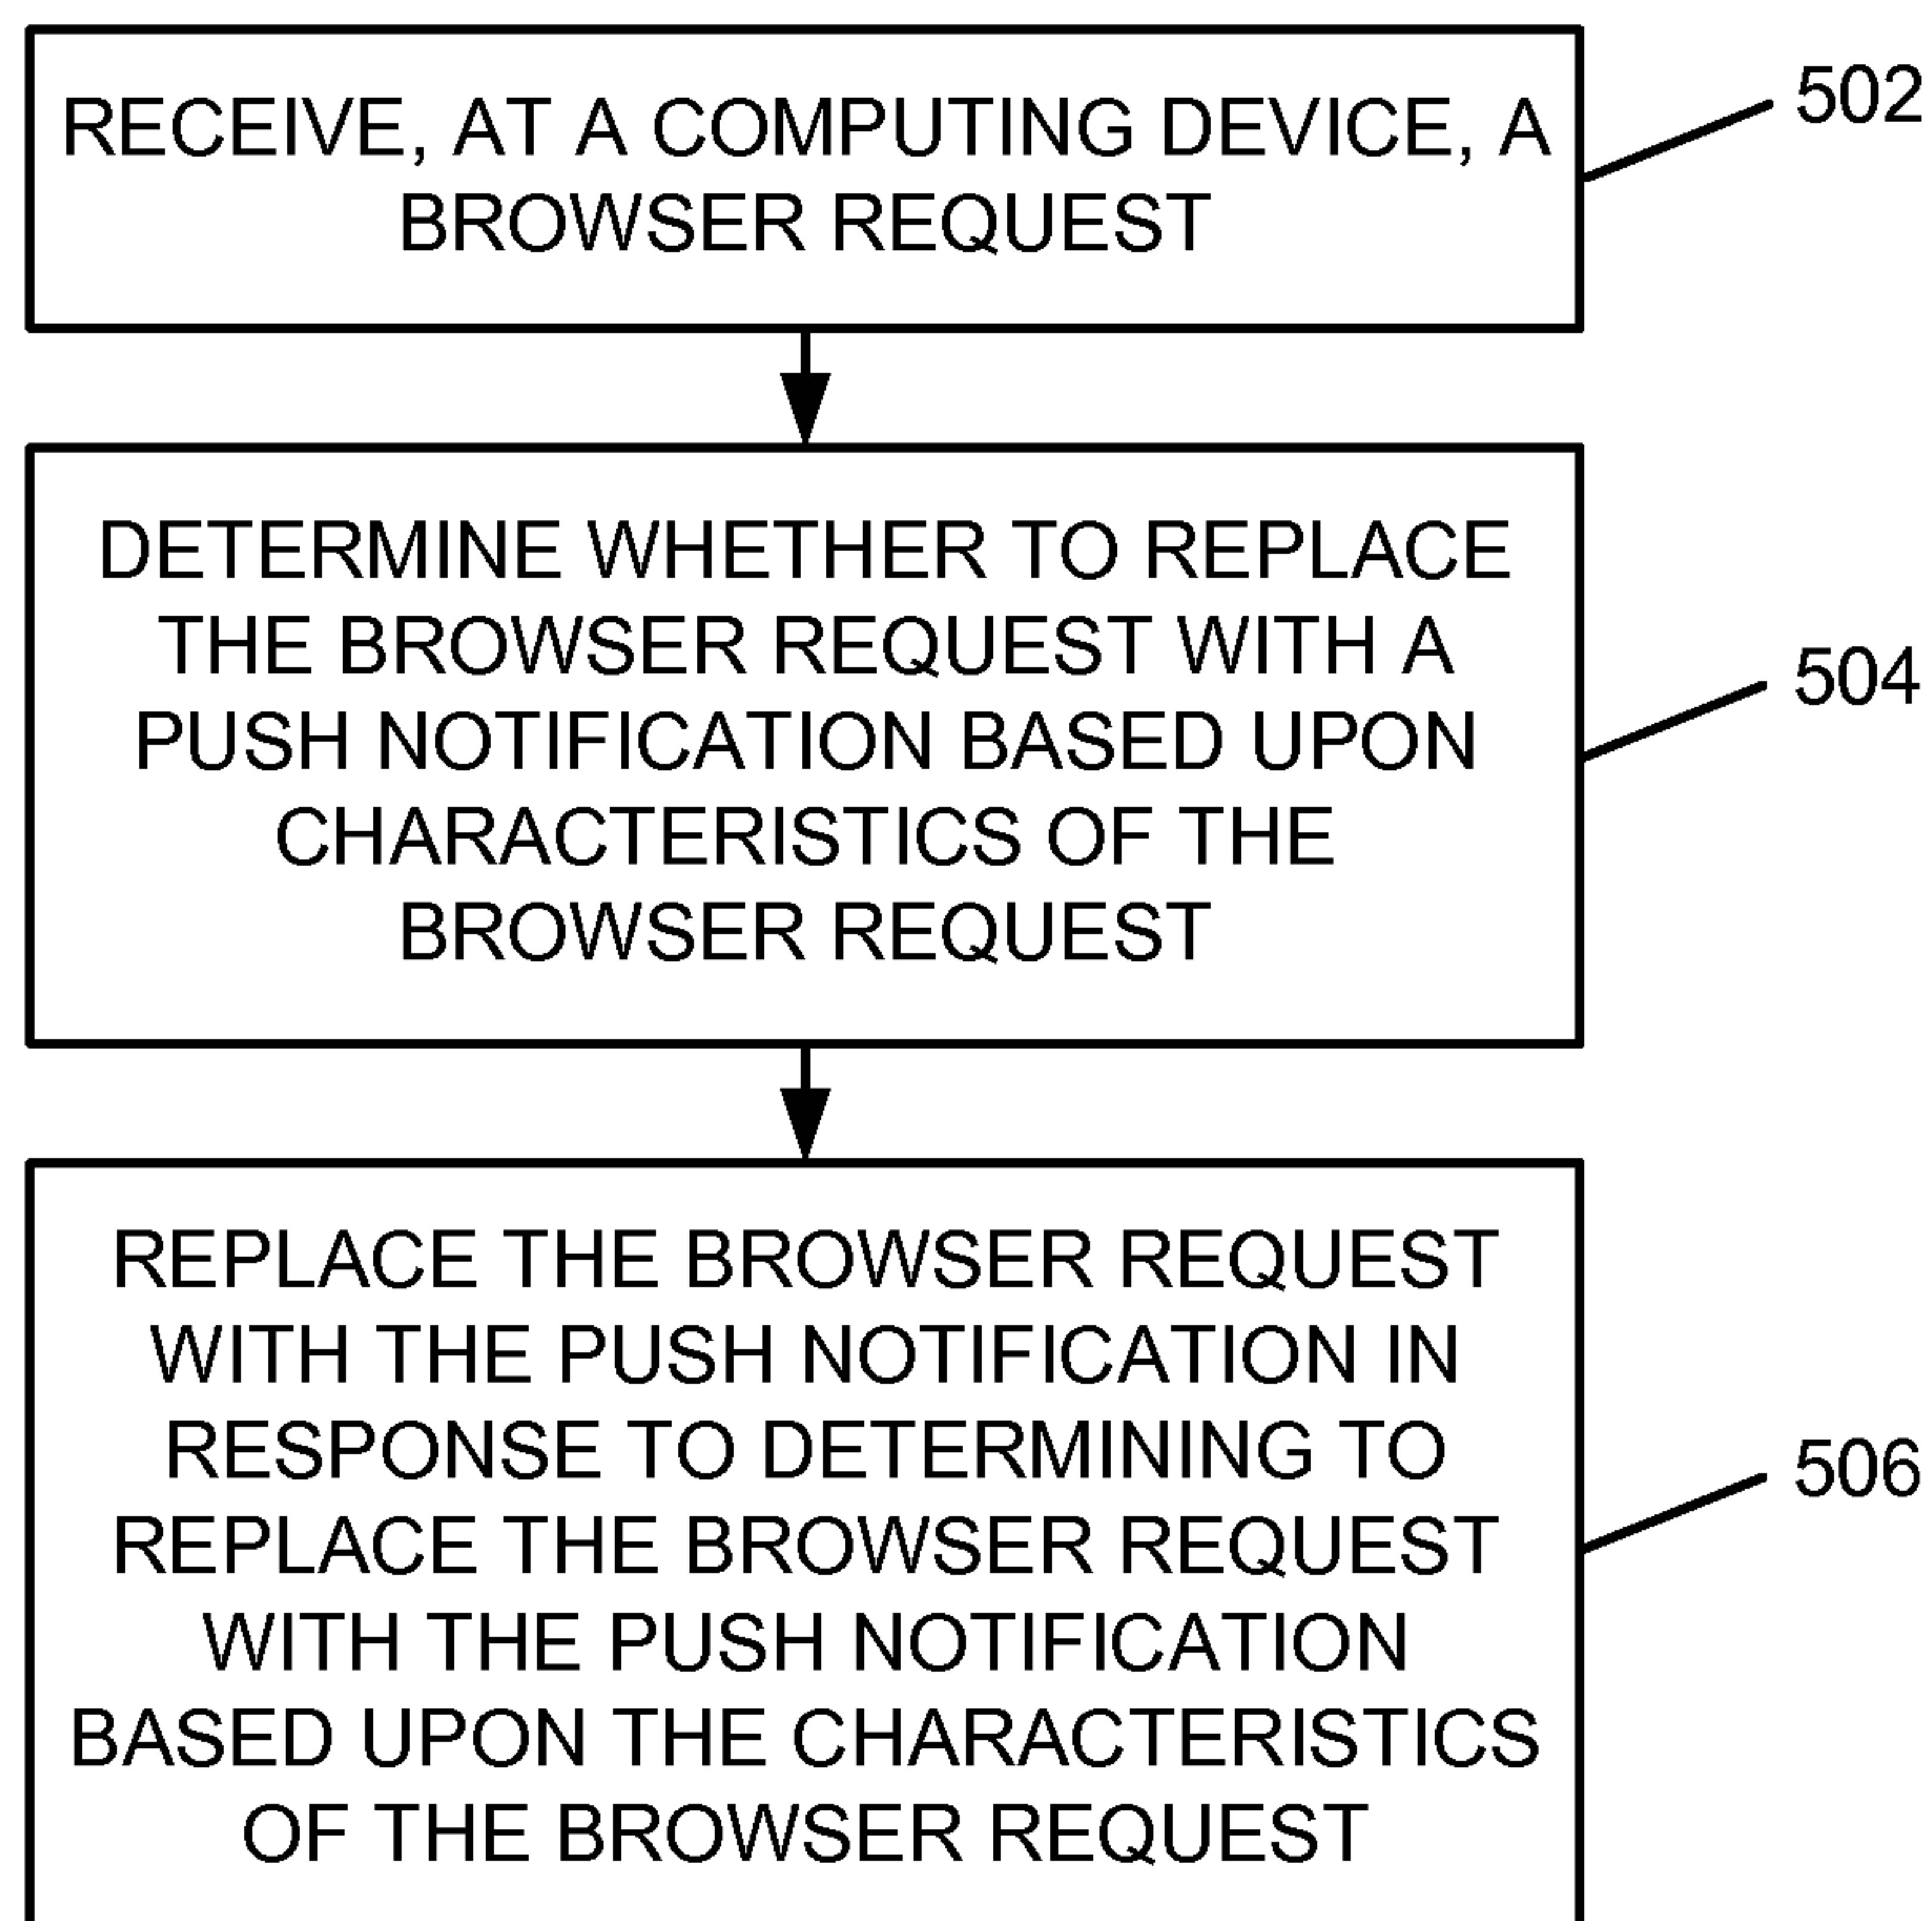 RECEIVE, AT A COMPUTING DEVICE, A
BROWSER REQUEST
502
DETERMINE WHETHER TO REPLACE
THE BROWSER REQUEST WITH A
PUSH NOTIFICATION BASED UPON
CHARACTERISTICS OF THE
BROWSER REQUEST
504
REPLACE THE BROWSER REQUEST
WITH THE PUSH NOTIFICATION IN
RESPONSE TO DETERMINING TO
REPLACE THE BROWSER REQUEST
WITH THE PUSH NOTIFICATION
BASED UPON THE CHARACTERISTICS
OF THE BROWSER REQUEST
506